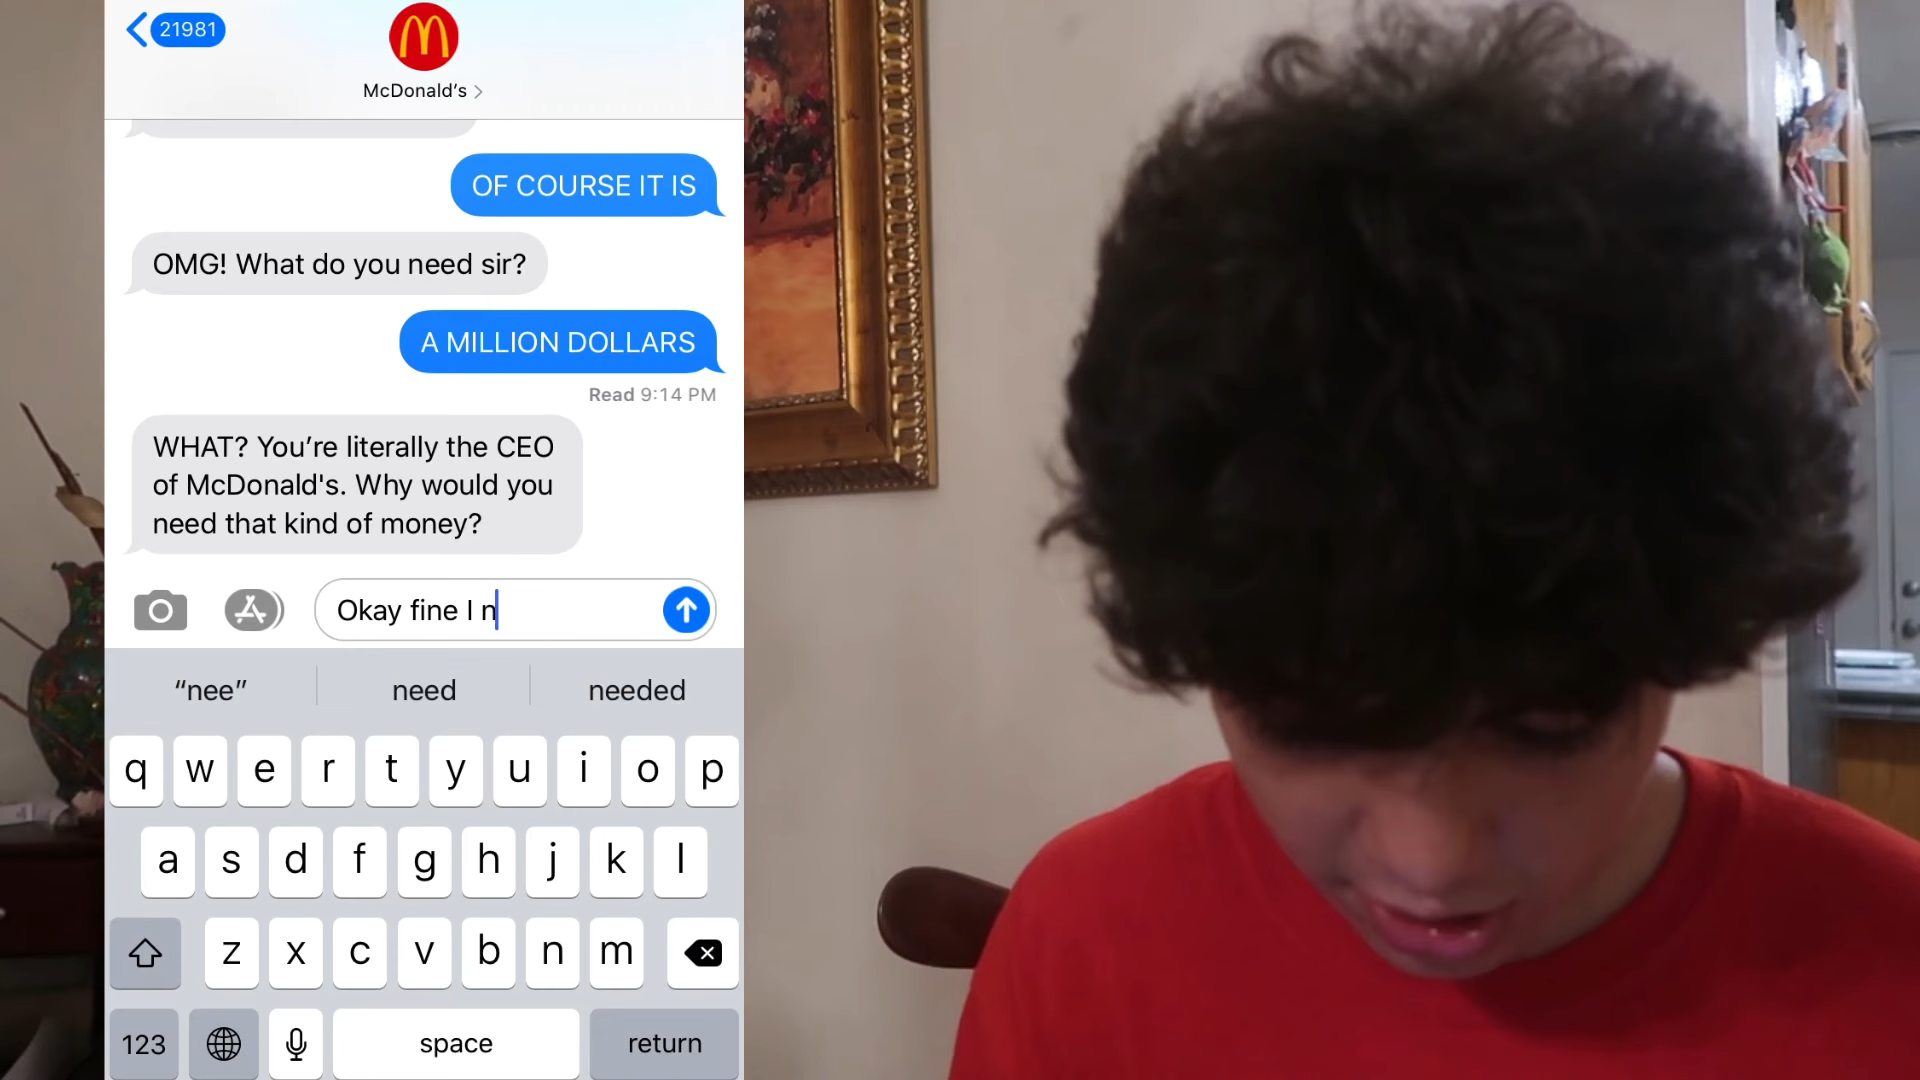 21981
McDonald's
OF COURSE IT IS
OMG! What do you need sir?
A MILLION DOLLARS
Read 9:14 PM
WHAT? You’re literally the CEO
of McDonald's. Why would you
need that kind of money?
Okay fine I n
“nee” need needed
q w e r t y u i o p
a s d f g h j k l
z x c v b n m
123 space return